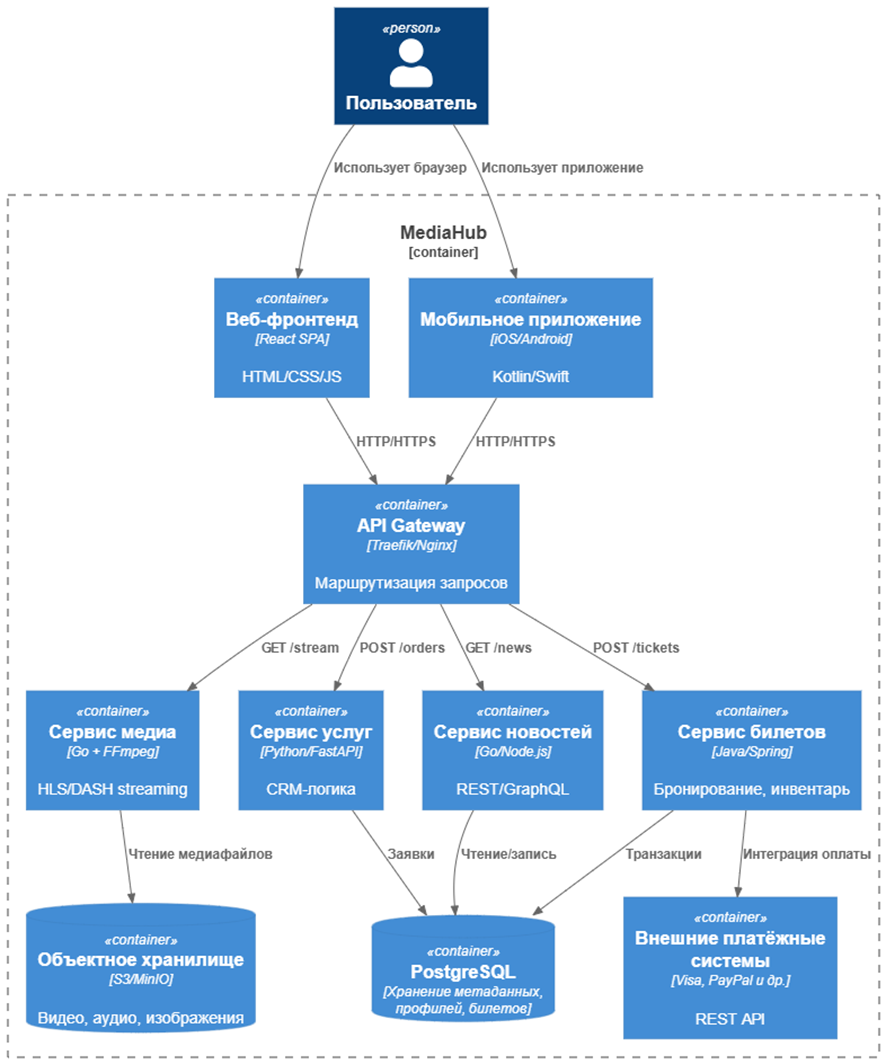 «person»
Пользователь
Использует браузер
Использует приложение
MediaHub
[container]
«container»
Веб-фронтенд
[React SPA]
HTML/CSS/JS
«container»
Мобильное приложение
[iOS/Android]
Kotlin/Swift
HTTP/HTTPS
HTTP/HTTPS
«container»
API Gateway
[Traefik/Nginx]
Маршрутизация запросов
GET /stream
POST /orders
GET /news
POST /tickets
«container»
Сервис медиа
[Go + FFmpeg]
HLS/DASH streaming
«container»
Сервис услуг
[Python/FastAPI]
CRM-логика
«container»
Сервис новостей
[Go/Node.js]
REST/GraphQL
«container»
Сервис билетов
[Java/Spring]
Бронирование, инвентарь
Чтение медиафайлов
Заявки
Чтение/запись
Транзакции
Интеграция оплаты
«container»
Объектное хранилище
[S3/MinIO]
Видео, аудио, изображения
«container»
PostgreSQL
[Хранение метаданных,
профилей, билетов]
«container»
Внешние платёжные
системы
[Visa, PayPal и др.]
REST API